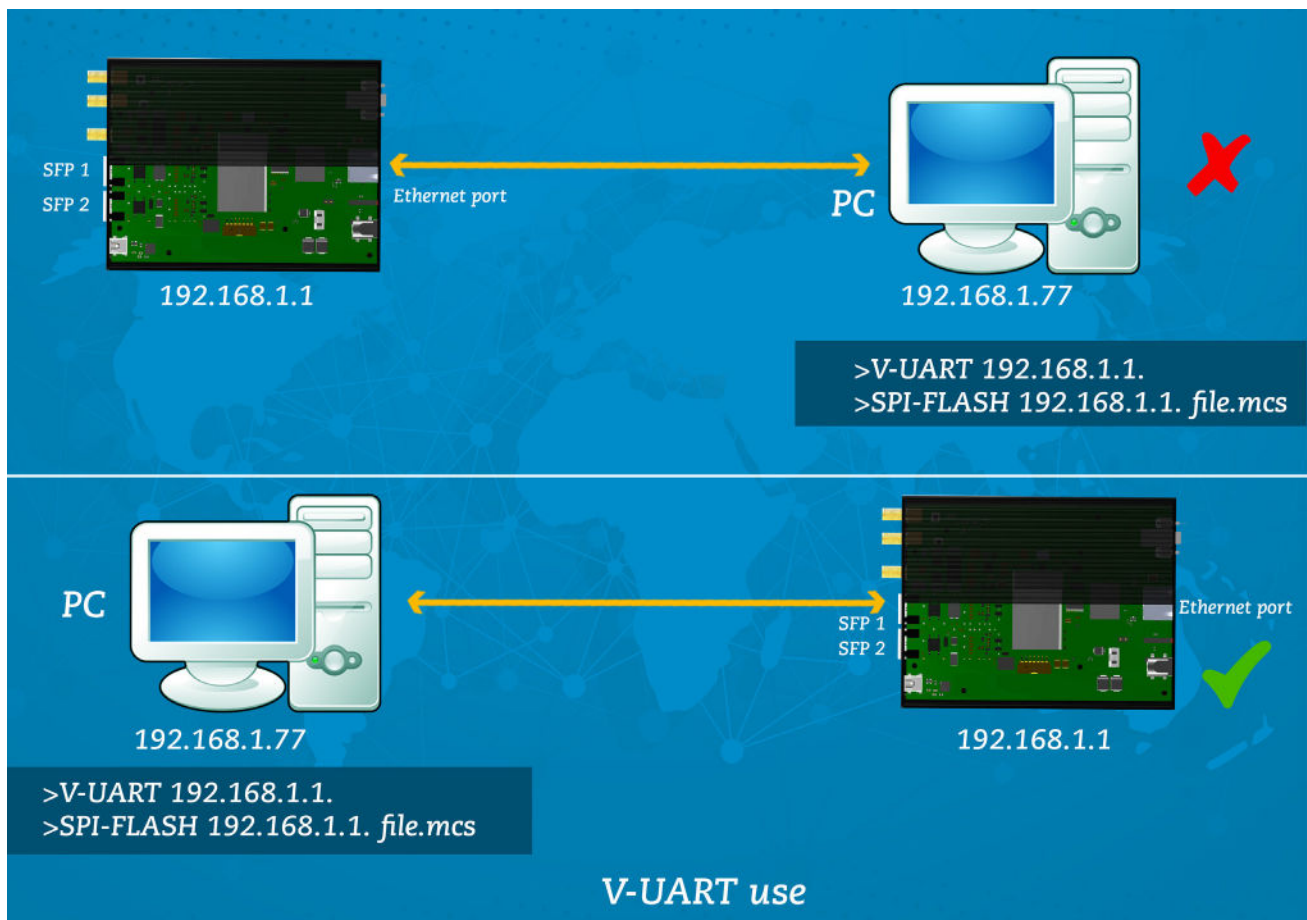 SFP 1
SFP 2
Ethernet port
PC
192.168.1.1
192.168.1.77
>V-UART 192.168.1.1.
>SPI-FLASH 192.168.1.1. file.mcs
PC
Ethernet port
SFP 1
SFP 2
192.168.1.77
192.168.1.1
>V-UART 192.168.1.1.
>SPI-FLASH 192.168.1.1. file.mcs
V-UART use